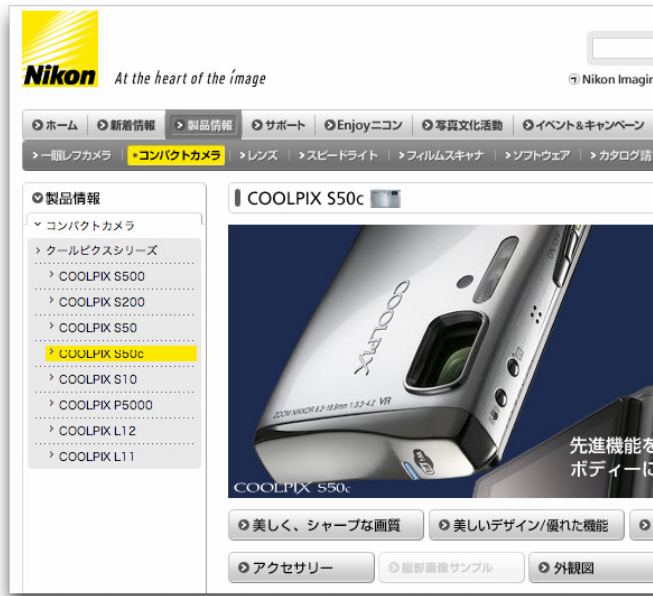 Nikon
At the heart of the image
Nikon Imagin
ホーム 新着情報 製品情報 サポート Enjoyニコン 写真文化活動 イベント&キャンペーン
一眼レフカメラ コンパクトカメラ レンズ スピードライト フィルムスキャナ ソフトウェア カタログ請
製品情報
コンパクトカメラ
クールピクスシリーズ
COOLPIX S500
COOLPIX S200
COOLPIX S50
COOLPIX S50c
COOLPIX S10
COOLPIX P5000
COOLPIX L12
COOLPIX L11
COOLPIX S50c
ON/OFF
COOLPIX
ZOOM NIKKOR 6.3-18.9mm 1:3.3-4.2 VR
Wi-Fi
先進機能を
ボディーに
COOLPIX S50c
美しく、シャープな画質 美しいデザイン/優れた機能
アクセサリー 撮影画像サンプル 外観図